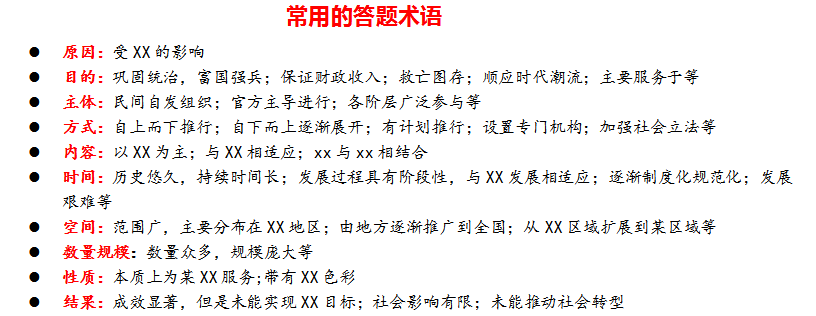 常用的答题术语
● 原因：受 XX 的影响
● 目的：巩固统治，富国强兵；保证财政收入；救亡图存；顺应时代潮流；主要服务于等
● 主体：民间自发组织；官方主导进行；各阶层广泛参与等
● 方式：自上而下推行；自下而上逐渐展开；有计划推行；设置专门机构；加强社会立法等
● 内容：以 XX 为主；与 XX 相适应；xx 与 xx 相结合
● 时间：历史悠久，持续时间长；发展过程具有阶段性，与 XX 发展相适应；逐渐制度化规范化；发展
艰难等
● 空间：范围广，主要分布在 XX 地区；由地方逐渐推广到全国；从 XX 区域扩展到某区域等
● 数量规模：数量众多，规模庞大等
● 性质：本质上为某 XX 服务;带有 XX 色彩
● 结果：成效显著，但是未能实现 XX 目标；社会影响有限；未能推动社会转型